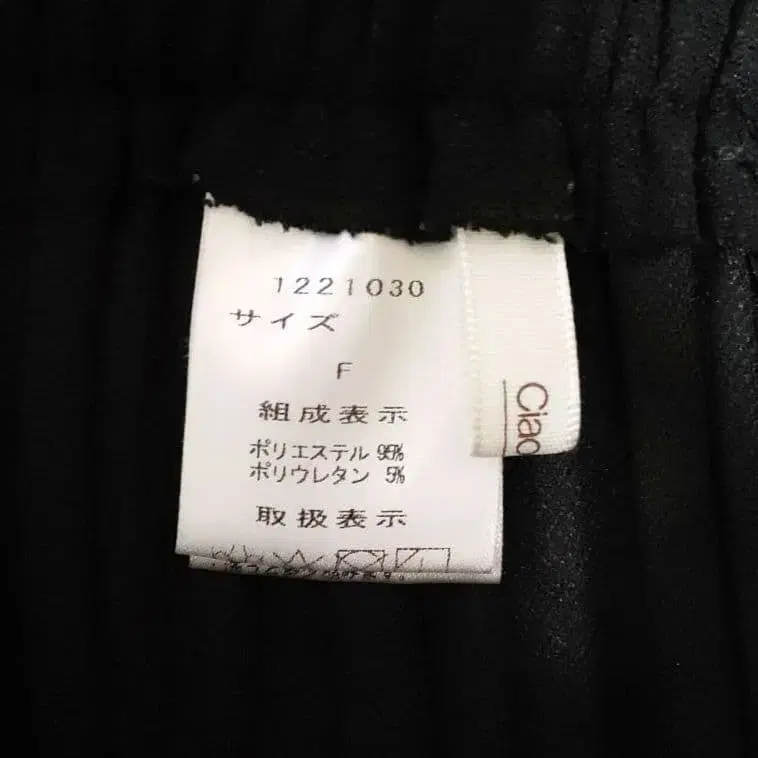 1221030
サイズ
F
組成表示
ポリエステル 95%
ポリウレタン 5%
取扱表示
Ciao